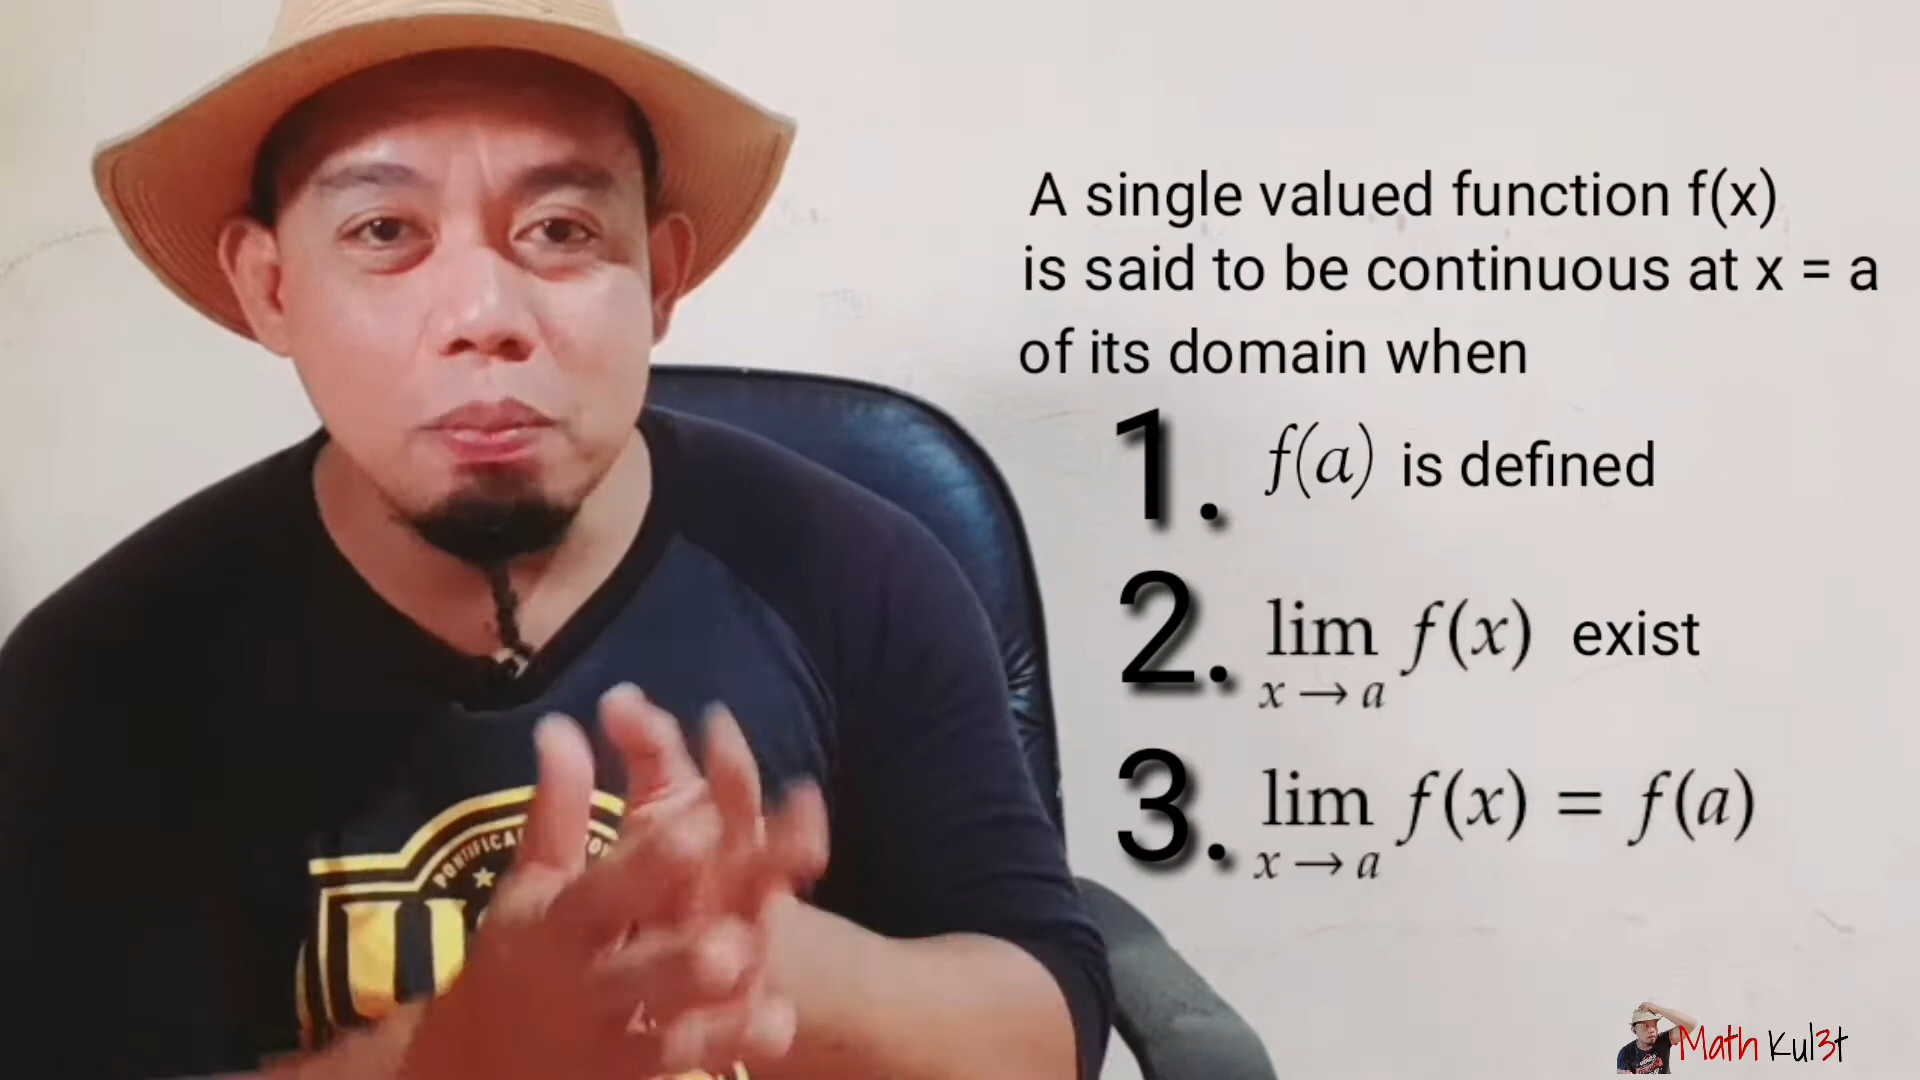 A single valued function f(x)
is said to be continuous at x = a
of its domain when
1. f(a) is defined
2. lim f(x) exist
x → a
3. lim f(x) = f(a)
x → a
Math Kul3t